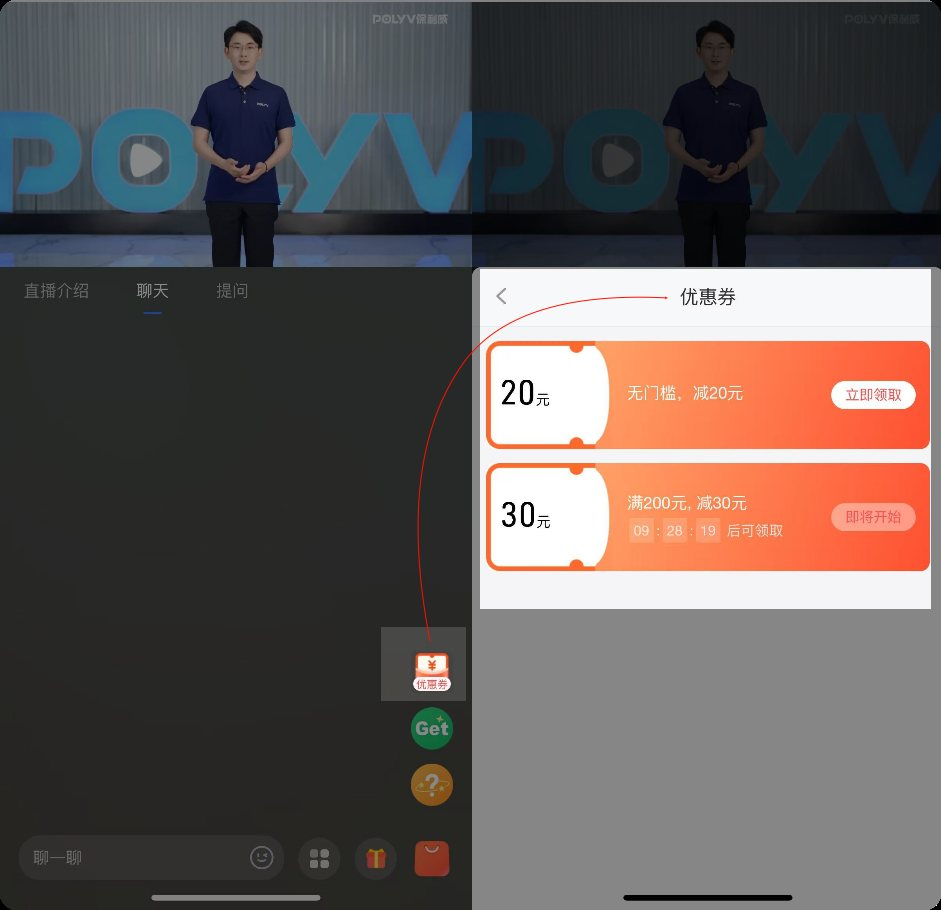 POLYV保利威
POLYV
POLYV
直播介绍
聊天
提问
优惠券
Get
?
聊一聊
POLYV保利威
POLYV
POLYV
优惠券
20元
无门槛，减20元
立即领取
30元
满200元, 减30元
09 : 28 : 19 后可领取
即将开始